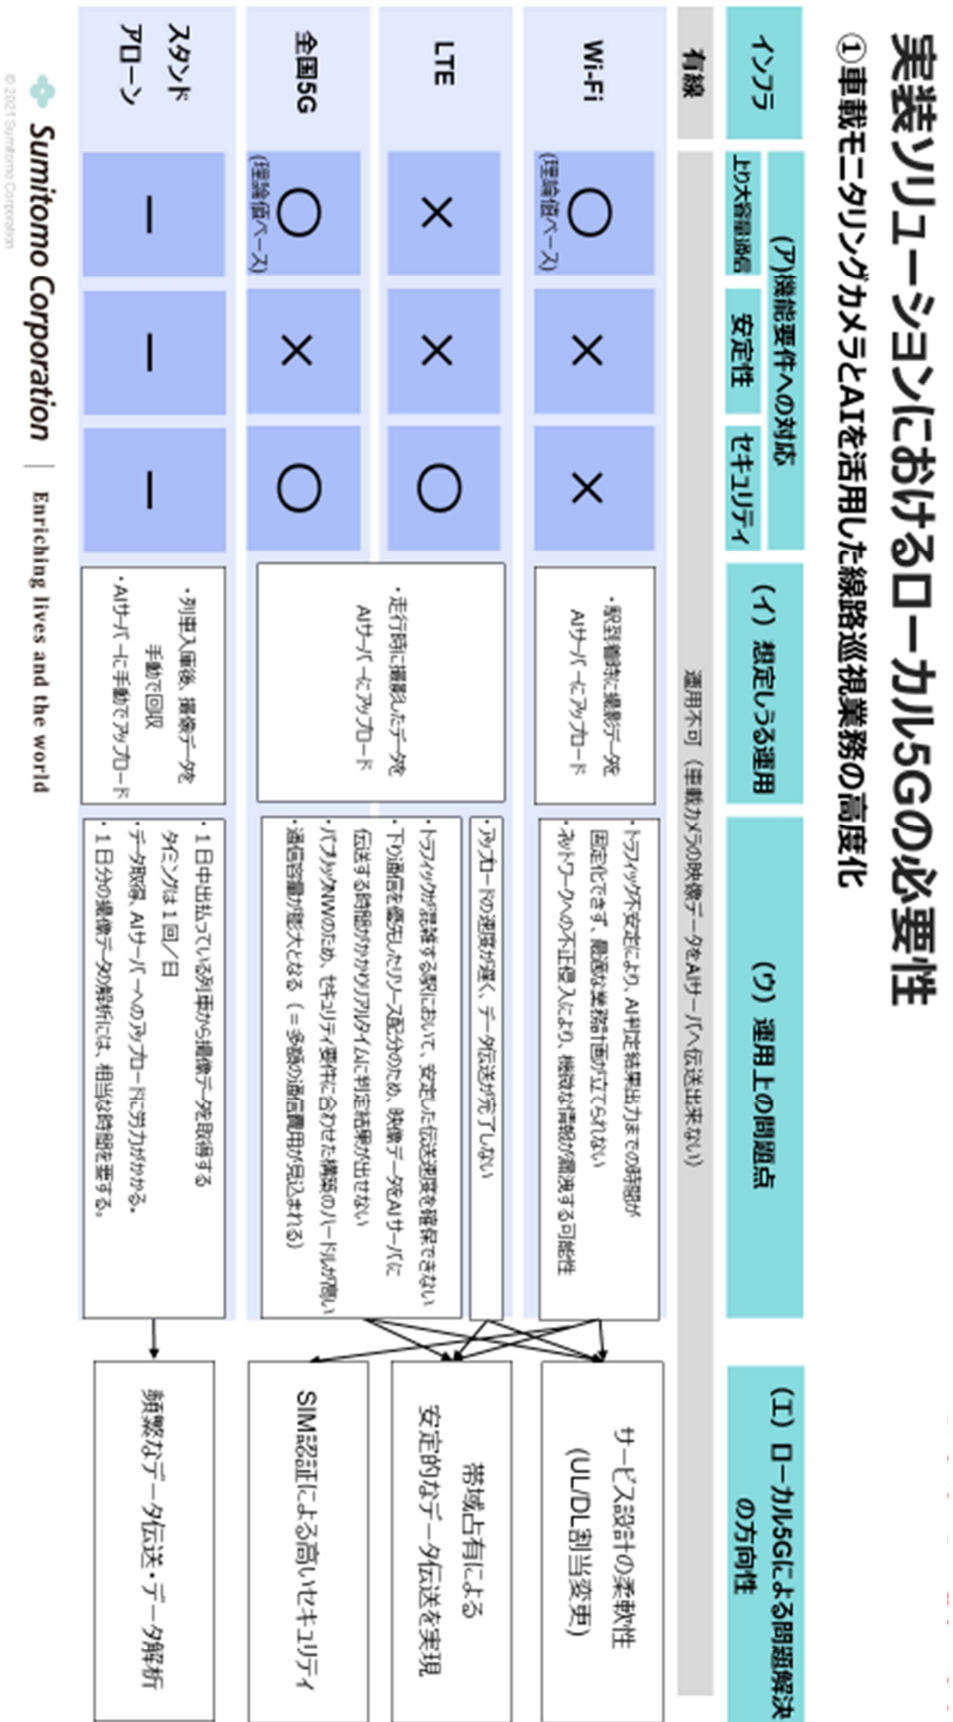 実装ソリューションにおけるローカル5Gの必要性
①車載モニタリングカメラとAIを活用した線路巡視業務の高度化
インフラ
(ア)機能要件への対応
上り大容量通信
安定性
セキュリティ
(イ) 想定しうる運用
(ウ) 運用上の問題点
(エ) ローカル5Gによる問題解決
の方向性
有線
運用不可 (車載カメラの映像データをAIサーバへ伝送出来ない)
Wi-Fi
○
(理論値ベース)
×
×
・駅到着時に撮影データを
AIサーバーにアップロード
・トラフィック不安定により、AI判定結果出力までの時間が
固定化できず、最適な業務計画が立てられない
・ネットワークへの不正侵入により、機微な情報が漏洩する可能性
サービス設計の柔軟性
(UL/DL割当変更)
LTE
×
×
○
・走行時に撮影したデータを
AIサーバーにアップロード
・アップロードの速度が遅く、データ伝送が完了しない
帯域占有による
安定的なデータ伝送を実現
全国5G
○
(理論値ベース)
×
○
・トラフィックが混雑する駅において、安定した伝送速度を確保できない
・下り通信を優先したリソース配分のため、映像データをAIサーバに
伝送する時間がかかりリアルタイムに判定結果が出せない
・パブリックNWのため、セキュリティ要件に合わせた構築のハードルが高い
・通信容量が膨大となる (=多額の通信費用が見込まれる)
SIM認証による高いセキュリティ
スタンド
アローン
ー
ー
ー
・列車入庫後、撮像データを
手動で回収
・AIサーバーに手動でアップロード
・1日中出払っている列車から撮像データを取得する
タイミングは1回/日
・データ取得、AIサーバーへのアップロードに労力がかかる。
・1日分の撮像データの解析には、相当な時間を要する。
頻繁なデータ伝送・データ解析
Sumitomo Corporation | Enriching lives and the world
© 2021 Sumitomo Corporation